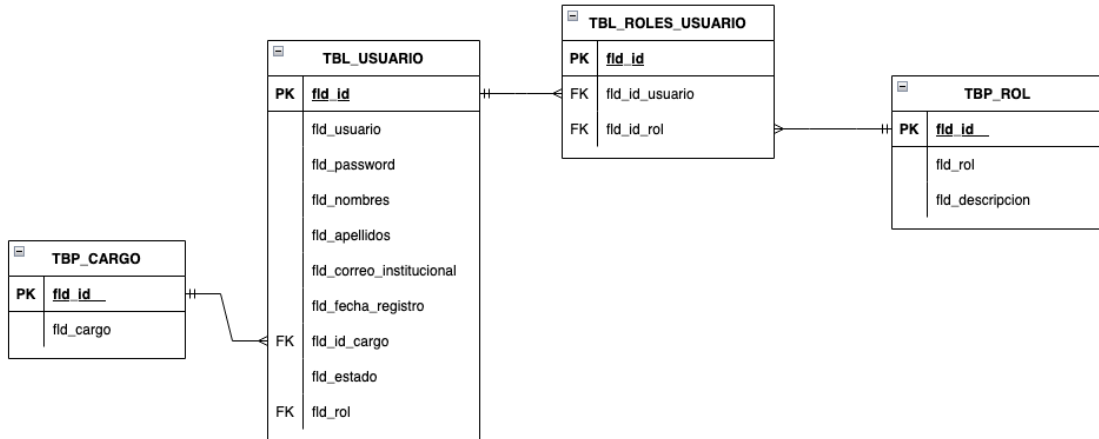 TBL_ROLES_USUARIO
PK fld_id
FK fld_id_usuario
FK fld_id_rol
TBL_USUARIO
PK fld_id
fld_usuario
fld_password
fld_nombres
fld_apellidos
fld_correo_institucional
fld_fecha_registro
FK fld_id_cargo
fld_estado
FK fld_rol
TBP_ROL
PK fld_id
fld_rol
fld_descripcion
TBP_CARGO
PK fld_id
fld_cargo